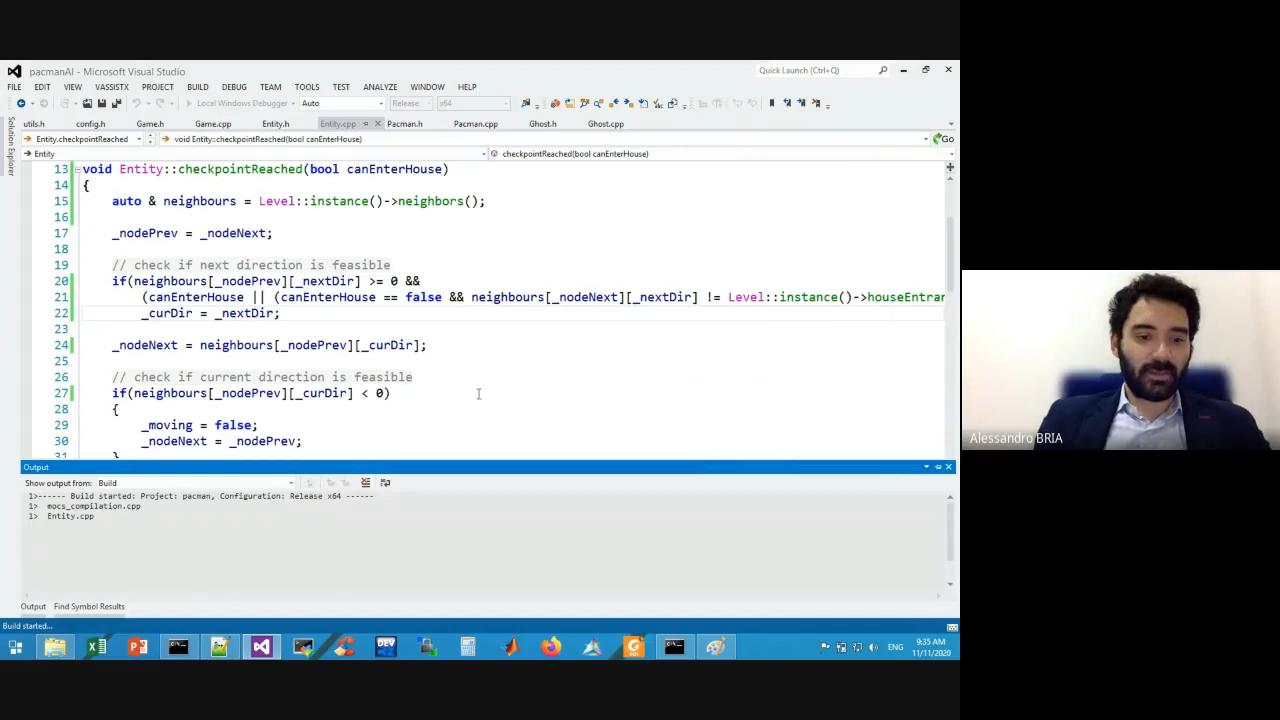 pacmanAI - Microsoft Visual Studio
Quick Launch (Ctrl+Q)
FILE EDIT VIEW VASSISTX PROJECT BUILD DEBUG TEAM TOOLS TEST ANALYZE WINDOW HELP
Local Windows Debugger Auto Release x64
utils.h config.h Game.h Game.cpp Entity.h Entity.cpp Pacman.h Pacman.cpp Ghost.h Ghost.cpp
Entity.checkpointReached void Entity::checkpointReached(bool canEnterHouse) Go
Entity checkpointReached(bool canEnterHouse)
Solution Explorer
13 void Entity::checkpointReached(bool canEnterHouse)
14 {
15 auto & neighbours = Level::instance()->neighbors();
16
17 _nodePrev = _nodeNext;
18
19 // check if next direction is feasible
20 if(neighbours[_nodePrev][_nextDir] >= 0 &&
21 (canEnterHouse || (canEnterHouse == false && neighbours[_nodeNext][_nextDir] != Level::instance()->houseEntran
22 _curDir = _nextDir;
23
24 _nodeNext = neighbours[_nodePrev][_curDir];
25
26 // check if current direction is feasible
27 if(neighbours[_nodePrev][_curDir] < 0)
28 {
29 _moving = false;
30 _nodeNext = _nodePrev;
31 }
Output
Show output from: Build
1>------ Build started: Project: pacman, Configuration: Release x64 ------
1> mocs_compilation.cpp
1> Entity.cpp
Output Find Symbol Results
Build started...
DEV
ENG
9:35 AM
11/11/2020
Alessandro BRIA